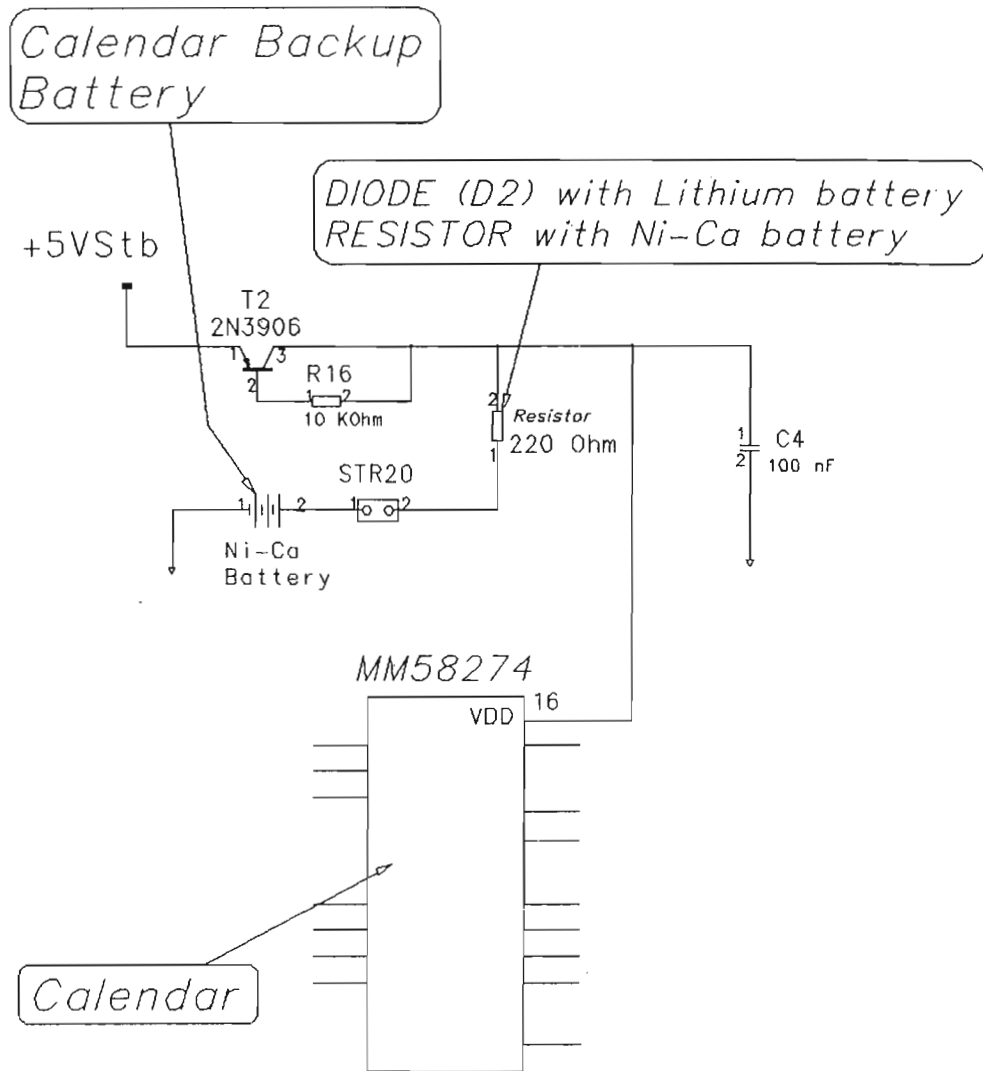 Calendar Backup
Battery
DIODE (D2) with Lithium battery
RESISTOR with Ni-Ca battery
+5VStb
T2
2N3906
1
3
2
R16
1
2
10 KOhm
2
Resistor
220 Ohm
1
1
C4
2
100 nF
STR20
1
2
1
2
Ni-Ca
Battery
MM58274
16
VDD
Calendar